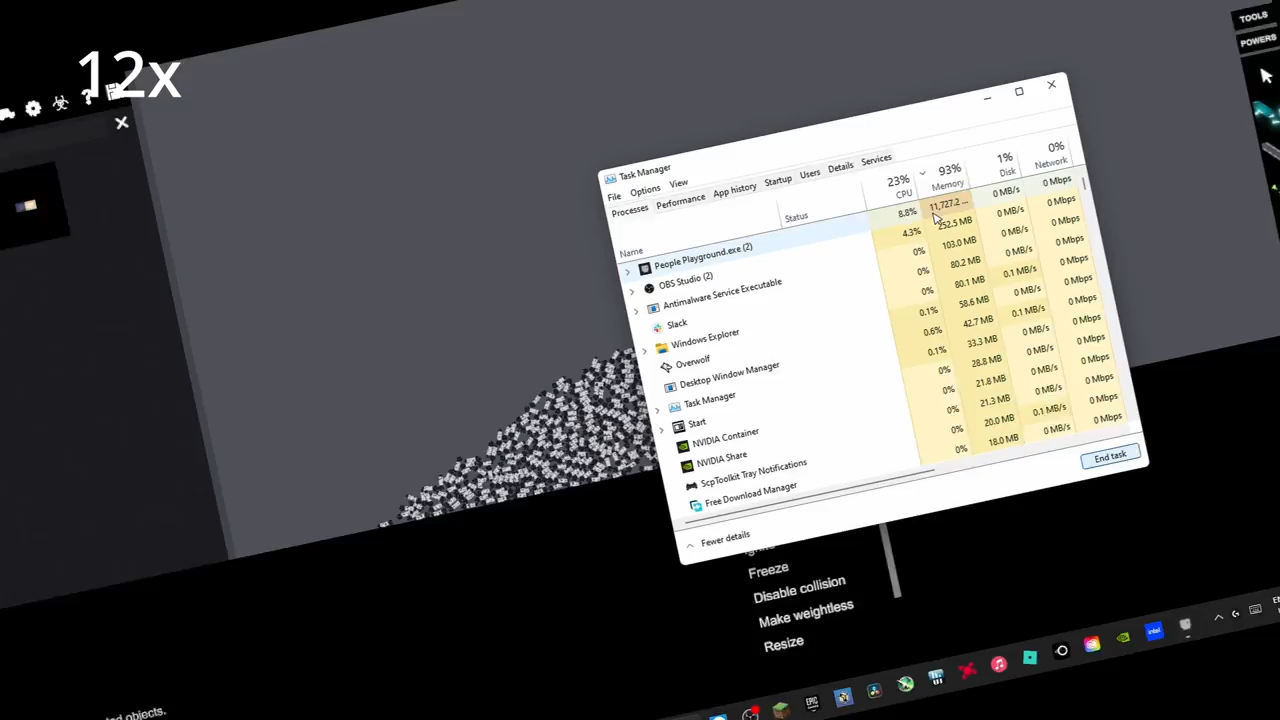 12x
TOOLS
POWERS
Task Manager
File Options View
Processes Performance App history Startup Users Details Services
23% 93% 1% 0%
Name Status CPU Memory Disk Network
People Playground.exe (2) 8.8% 11,727.2 ... 0 MB/s 0 Mbps
OBS Studio (2) 4.3% 252.5 MB 0 MB/s 0 Mbps
Antimalware Service Executable 0% 103.0 MB 0 MB/s 0 Mbps
Slack 0% 80.2 MB 0 MB/s 0 Mbps
Windows Explorer 0% 80.1 MB 0.1 MB/s 0 Mbps
Overwolf 0.1% 58.6 MB 0 MB/s 0 Mbps
Desktop Window Manager 0.6% 42.7 MB 0.1 MB/s 0 Mbps
Task Manager 0.1% 33.3 MB 0 MB/s 0 Mbps
Start 0% 28.8 MB 0 MB/s 0 Mbps
NVIDIA Container 0% 21.8 MB 0 MB/s 0 Mbps
NVIDIA Share 0% 21.3 MB 0 MB/s 0 Mbps
ScpToolkit Tray Notifications 0% 20.0 MB 0.1 MB/s 0 Mbps
Free Download Manager 0% 18.0 MB 0 MB/s 0 Mbps
Fewer details
End task
Freeze
Disable collision
Make weightless
Resize
EPIC
intel
objects.